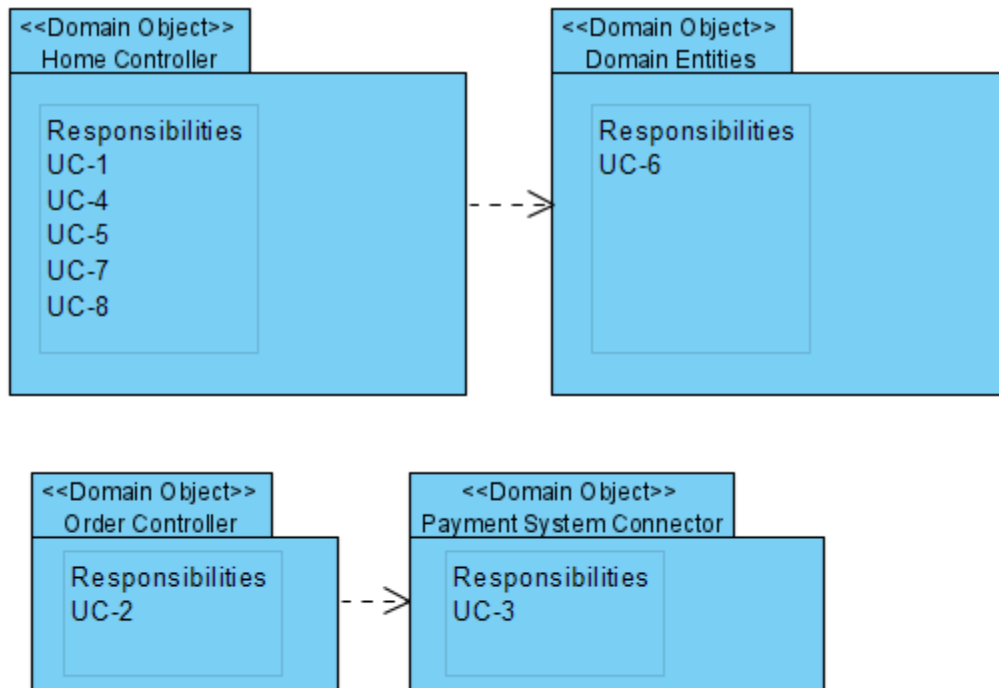 <<Domain Object>>
Home Controller
Responsibilities
UC-1
UC-4
UC-5
UC-7
UC-8
<<Domain Object>>
Domain Entities
Responsibilities
UC-6
<<Domain Object>>
Order Controller
Responsibilities
UC-2
<<Domain Object>>
Payment System Connector
Responsibilities
UC-3